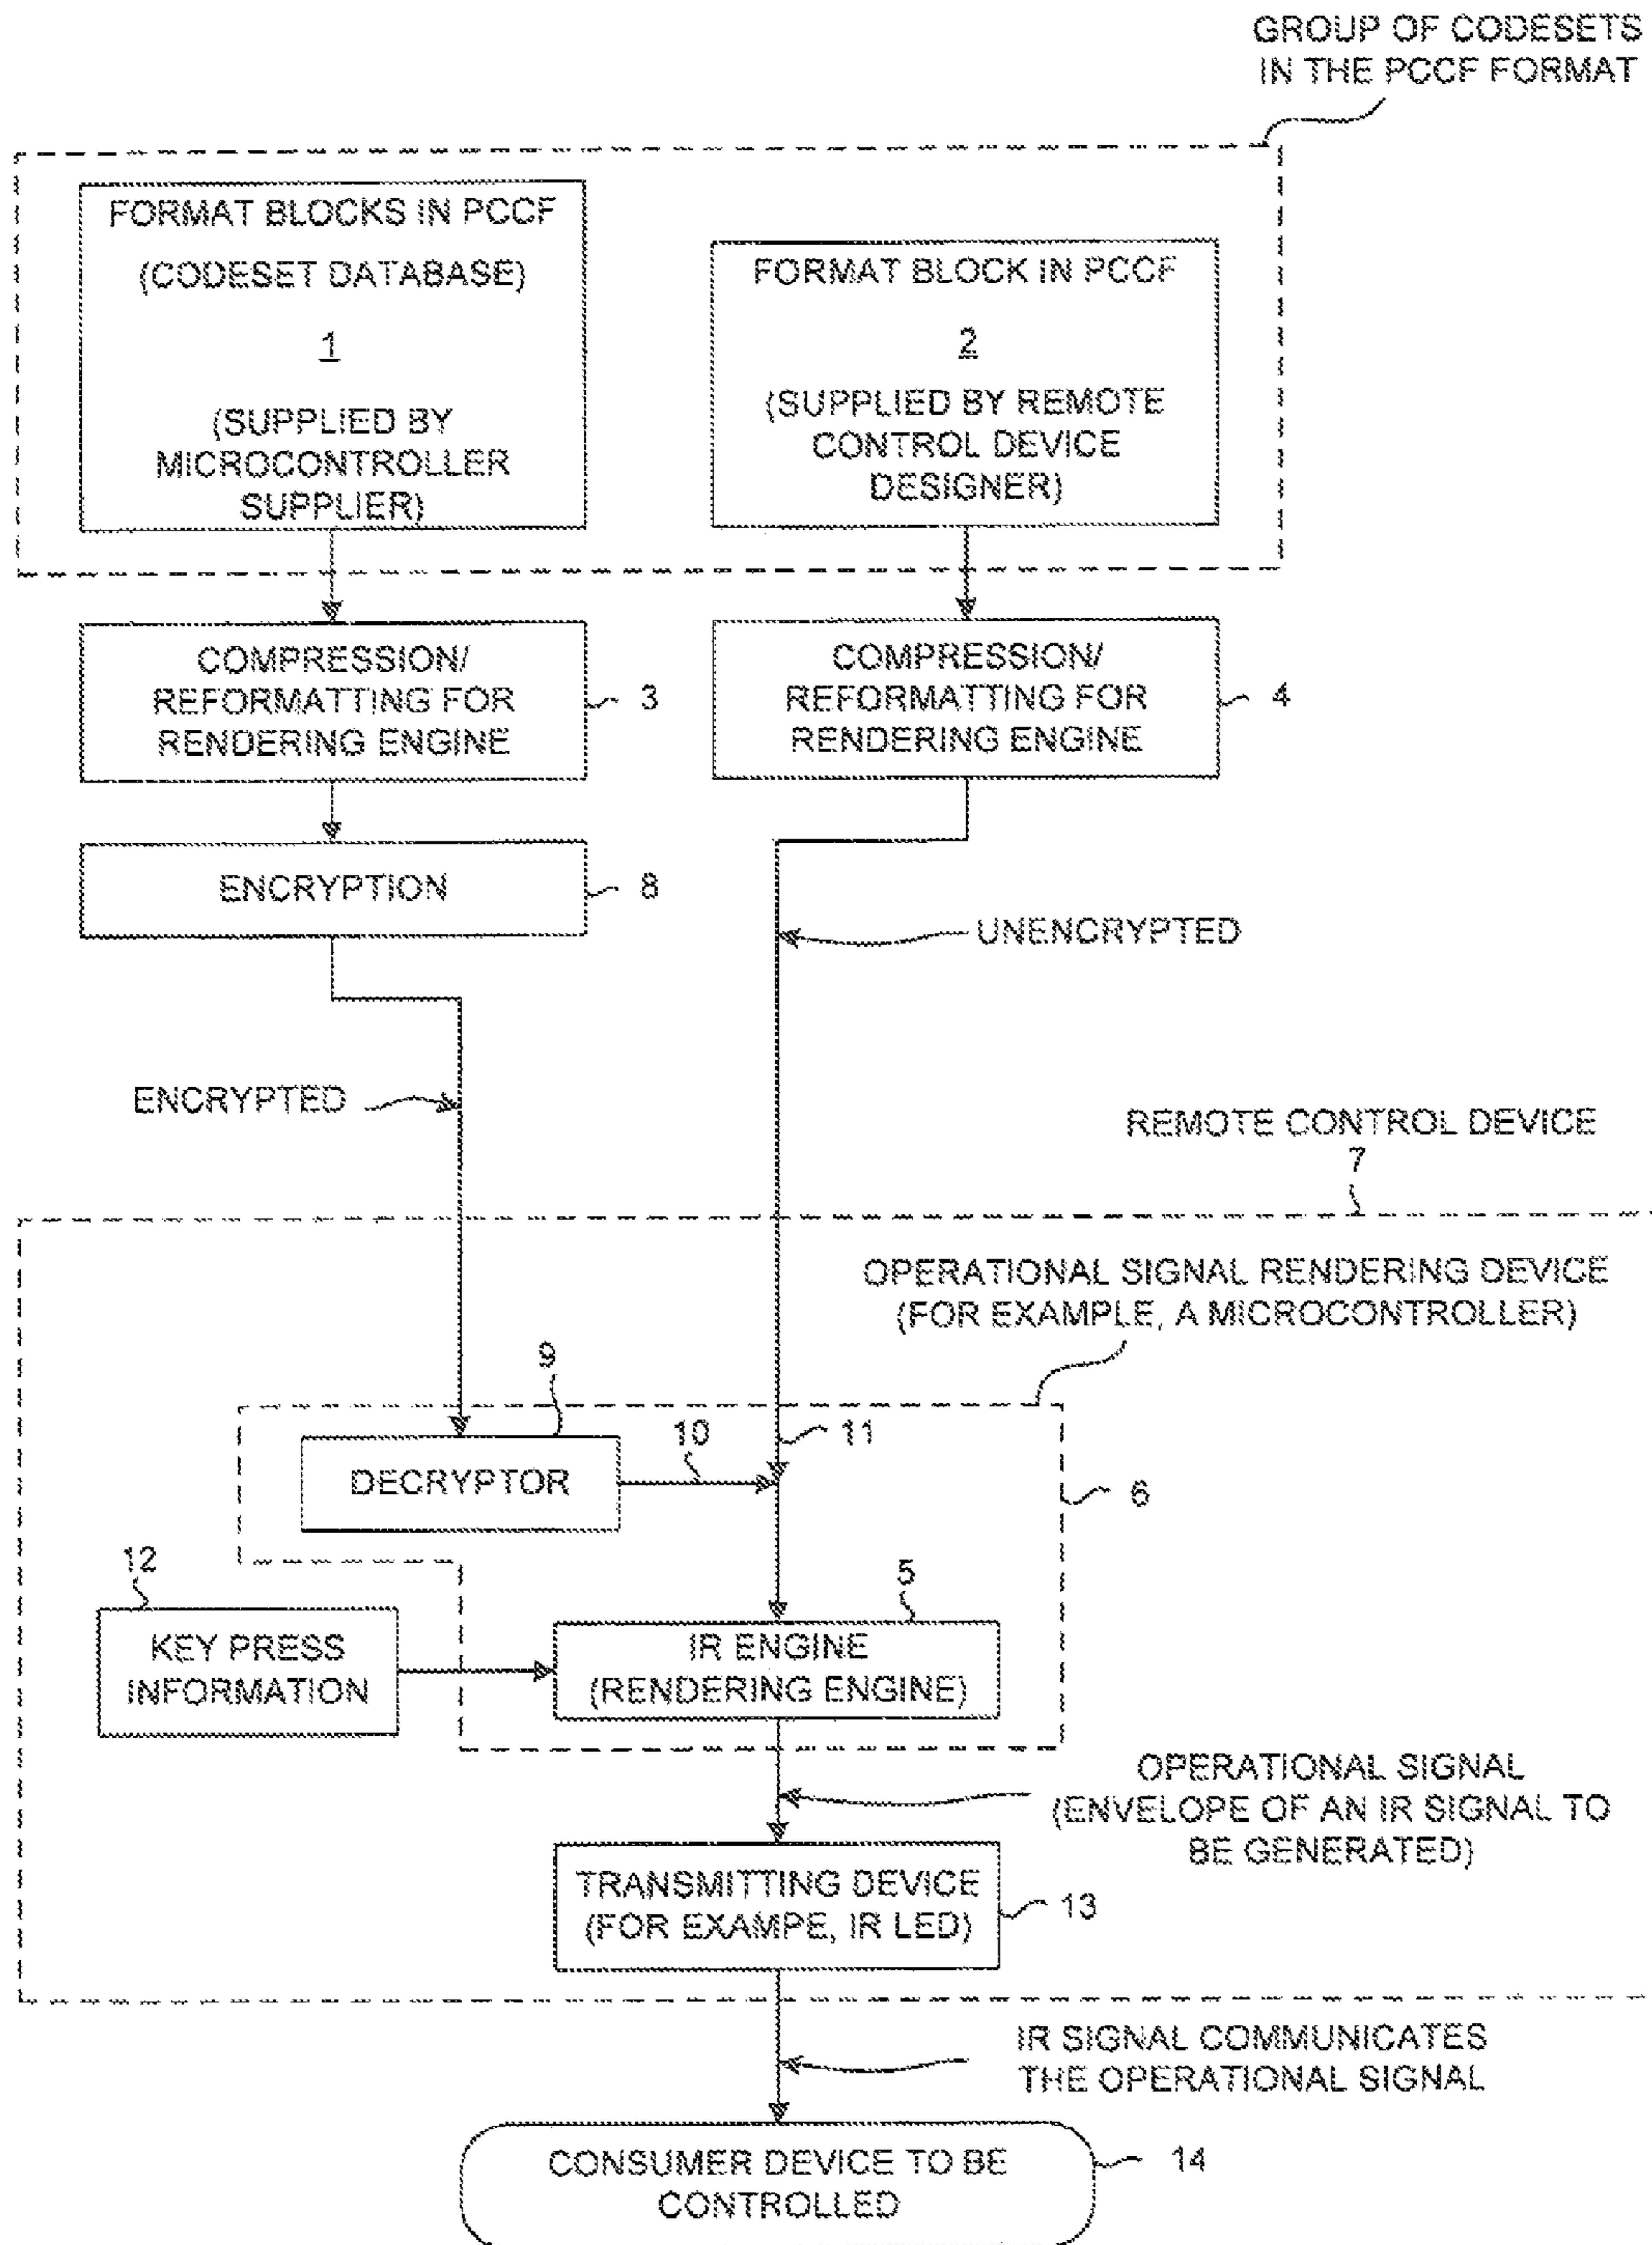 GROUP OF CODESETS
IN THE PCCF FORMAT
FORMAT BLOCKS IN PCCF
(CODESET DATABASE)
1
(SUPPLIED BY
MICROCONTROLLER
SUPPLIER)
FORMAT BLOCK IN PCCF
2
(SUPPLIED BY REMOTE
CONTROL DEVICE
DESIGNER)
COMPRESSION/
REFORMATTING FOR
RENDERING ENGINE
3
COMPRESSION/
REFORMATTING FOR
RENDERING ENGINE
4
ENCRYPTION
8
UNENCRYPTED
ENCRYPTED
REMOTE CONTROL DEVICE
7
OPERATIONAL SIGNAL RENDERING DEVICE
(FOR EXAMPLE, A MICROCONTROLLER)
9
DECRYPTOR
10
11
6
12
KEY PRESS
INFORMATION
5
IR ENGINE
(RENDERING ENGINE)
OPERATIONAL SIGNAL
(ENVELOPE OF AN IR SIGNAL TO
BE GENERATED)
TRANSMITTING DEVICE
(FOR EXAMPE, IR LED)
13
IR SIGNAL COMMUNICATES
THE OPERATIONAL SIGNAL
CONSUMER DEVICE TO BE
CONTROLLED
14